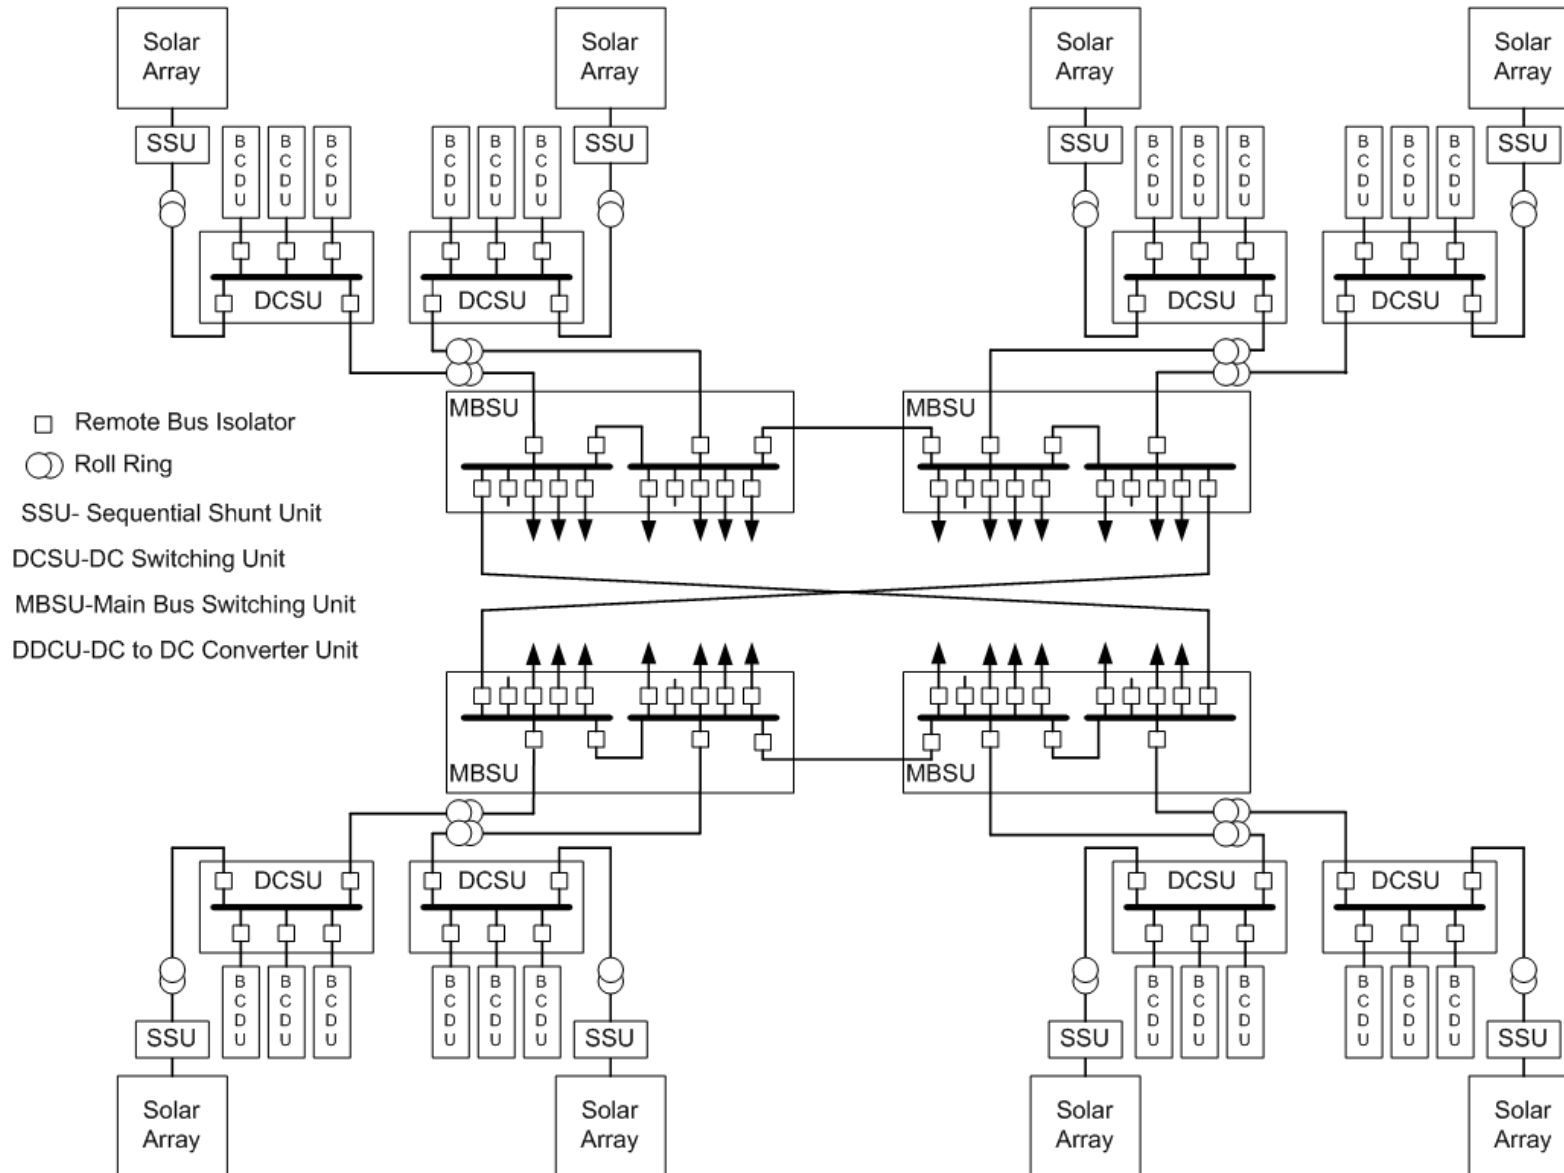 Solar
Array
Solar
Array
Solar
Array
Solar
Array
SSU
BCDU
BCDU
BCDU
BCDU
BCDU
BCDU
SSU
SSU
BCDU
BCDU
BCDU
BCDU
BCDU
BCDU
SSU
DCSU
DCSU
DCSU
DCSU
MBSU
MBSU
Remote Bus Isolator
Roll Ring
SSU- Sequential Shunt Unit
DCSU-DC Switching Unit
MBSU-Main Bus Switching Unit
DDCU-DC to DC Converter Unit
MBSU
MBSU
DCSU
DCSU
DCSU
DCSU
SSU
BCDU
BCDU
BCDU
BCDU
BCDU
BCDU
SSU
SSU
BCDU
BCDU
BCDU
BCDU
BCDU
BCDU
SSU
Solar
Array
Solar
Array
Solar
Array
Solar
Array